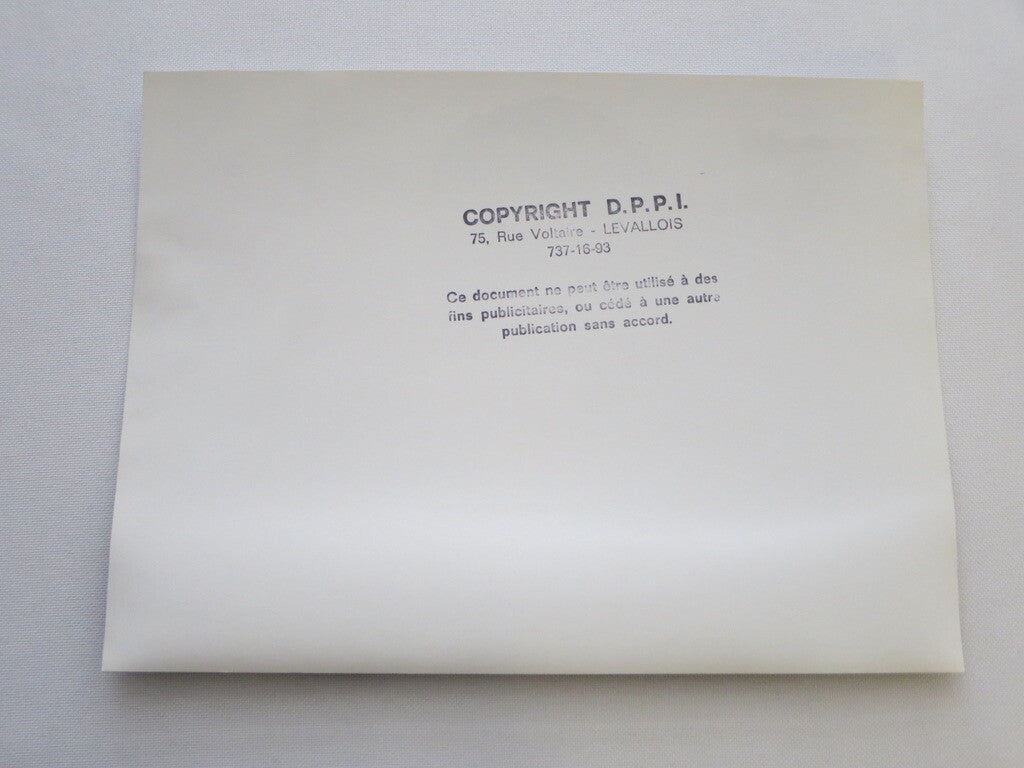 COPYRIGHT D.P.P.I.
75, Rue Voltaire - LEVALLOIS
737-16-93
Ce document ne peut être utilisé à des
fins publicitaires, ou cédé à une autre
publication sans accord.